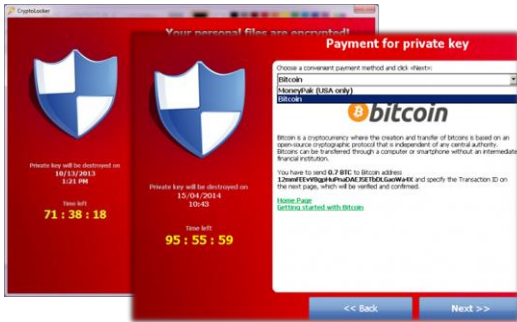 CryptoLocker
Your personal files are encrypted!
Private key will be destroyed on
10/13/2013
1:21 PM
Time left
71 : 38 : 18
Payment for private key
Choose a convenient payment method and click «Next»:
Bitcoin
MoneyPak (USA only)
Bitcoin
bitcoin
Bitcoin is a cryptocurrency where the creation and transfer of bitcoins is based on an
open-source cryptographic protocol that is independent of any central authority.
Bitcoins can be transferred through a computer or smartphone without an intermediate
financial institution.
You have to send 0.7 BTC to Bitcoin address
and specify the Transaction ID on
the next page, which will be verified and confirmed.
Home Page
Getting started with Bitcoin
Private key will be destroyed on
15/04/2014
10:43
Time left
95 : 55 : 59
<< Back
Next >>